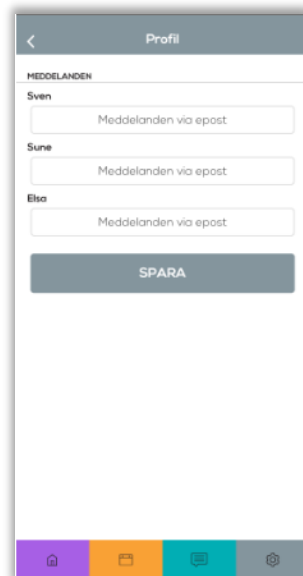 Profil
MEDDELANDEN
Sven
Meddelanden via epost
Sune
Meddelanden via epost
Elsa
Meddelanden via epost
SPARA